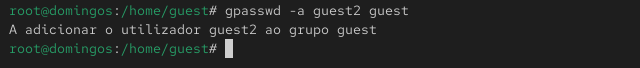 root@domingos:/home/guest# gpasswd -a guest2 guest
A adicionar o utilizador guest2 ao grupo guest
root@domingos:/home/guest#